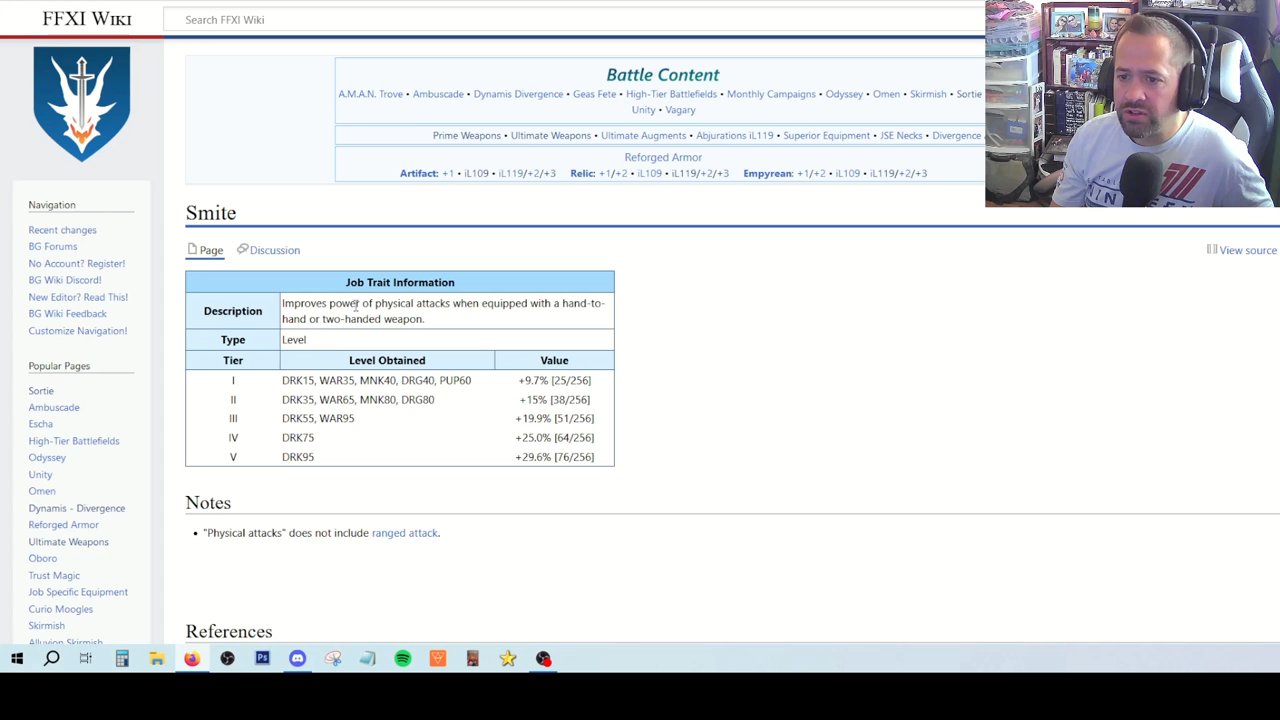 FFXI Wiki
Search FFXI Wiki
Battle Content
A.M.A.N. Trove • Ambuscade • Dynamis Divergence • Geas Fete • High-Tier Battlefields • Monthly Campaigns • Odyssey • Omen • Skirmish • Sortie
Unity • Vagary
Prime Weapons • Ultimate Weapons • Ultimate Augments • Abjurations iL119 • Superior Equipment • JSE Necks • Divergence
Reforged Armor
Artifact: +1 • iL109 • iL119/+2/+3 Relic: +1/+2 • iL109 • iL119/+2/+3 Empyrean: +1/+2 • iL109 • iL119/+2/+3
Navigation
Recent changes
BG Forums
No Account? Register!
BG Wiki Discord!
New Editor? Read This!
BG Wiki Feedback
Customize Navigation!
Popular Pages
Sortie
Ambuscade
Escha
High-Tier Battlefields
Odyssey
Unity
Omen
Dynamis - Divergence
Reforged Armor
Ultimate Weapons
Oboro
Trust Magic
Job Specific Equipment
Curio Moogles
Skirmish
Alluvion Skirmish
Smite
Page Discussion
View source
Job Trait Information
Description Improves power of physical attacks when equipped with a hand-to-
hand or two-handed weapon.
Type Level
Tier Level Obtained Value
I DRK15, WAR35, MNK40, DRG40, PUP60 +9.7% [25/256]
II DRK35, WAR65, MNK80, DRG80 +15% [38/256]
III DRK55, WAR95 +19.9% [51/256]
IV DRK75 +25.0% [64/256]
V DRK95 +29.6% [76/256]
Notes
• "Physical attacks" does not include ranged attack.
References